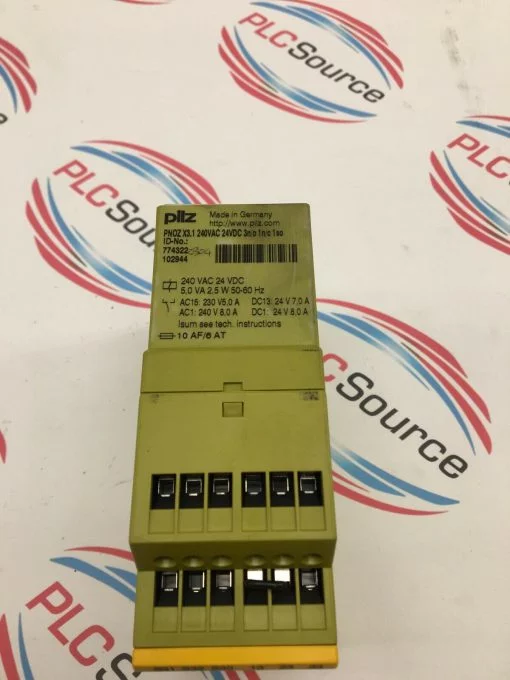 PLCSource
PLCSource
PLCSource
pilz Made in Germany
http://www.pilz.com
PNOZ X3.1 240VAC 24VDC 3n/o 1n/c 1so
ID-No.:
774322
102944
240 VAC 24 VDC
5.0 VA 2.5 W 50-60 Hz
AC15: 230 V5,0 A DC13: 24 V 7,0 A
AC1: 240 V 8,0 A DC1: 24 V 8,0 A
Isum see tech. instructions
10 AF/6 AT
PLCSource
PLCSource
PLCSource